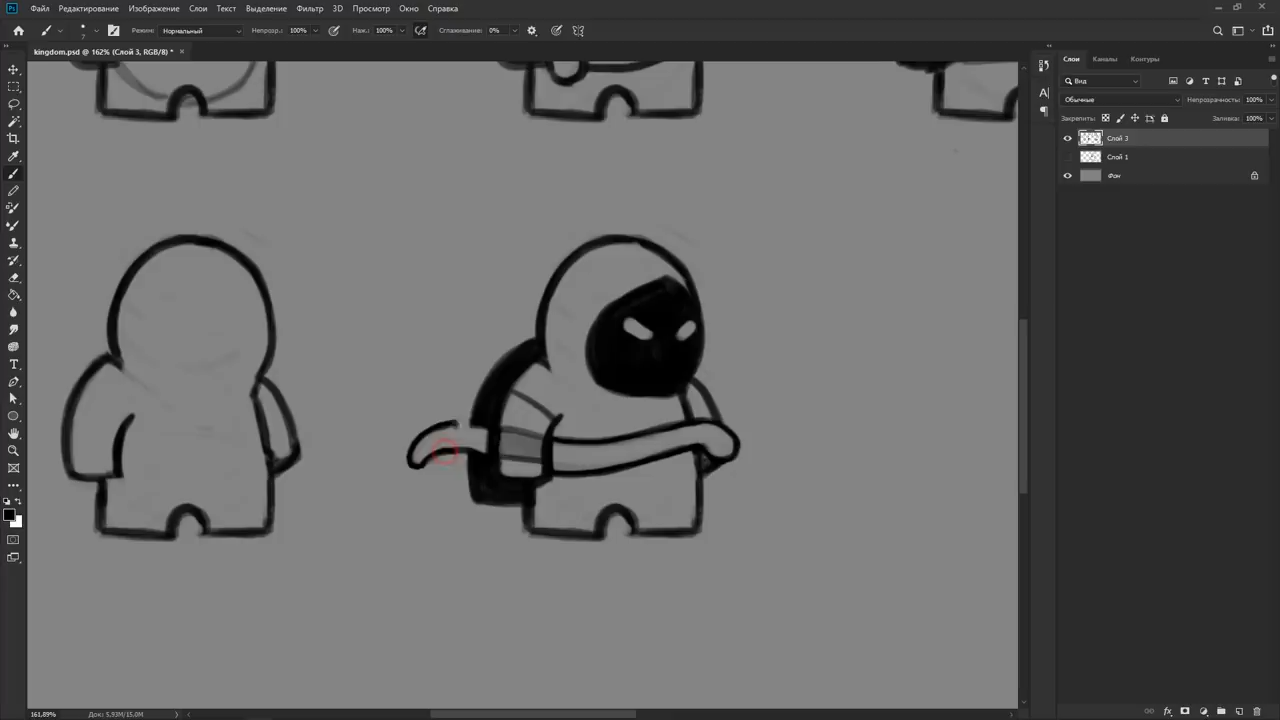 Ps Файл Редактирование Изображение Слои Текст Выделение Фильтр 3D Просмотр Окно Справка
7 Режим: Нормальный Непрозр.: 100% Наж.: 100% Сглаживание: 0%
kingdom.psd @ 162% (Слой 3, RGB/8) *
Слои Каналы Контуры
Вид
Обычные Непрозрачность: 100%
Закрепить: Заливка: 100%
Слой 3
Слой 1
Фон
161,89% Док: 5,93M/15,0M